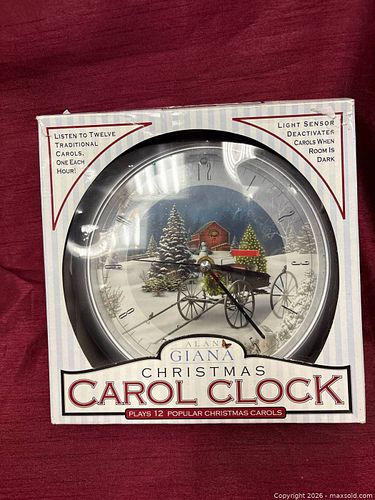 LISTEN TO TWELVE
TRADITIONAL
CAROLS,
ONE EACH
HOUR!
LIGHT SENSOR
DEACTIVATES
CAROLS WHEN
ROOM IS
DARK
12
ALAN
GIANA
CHRISTMAS
CAROL CLOCK
PLAYS 12 POPULAR CHRISTMAS CAROLS
Copyright 2026 - maxsold.com